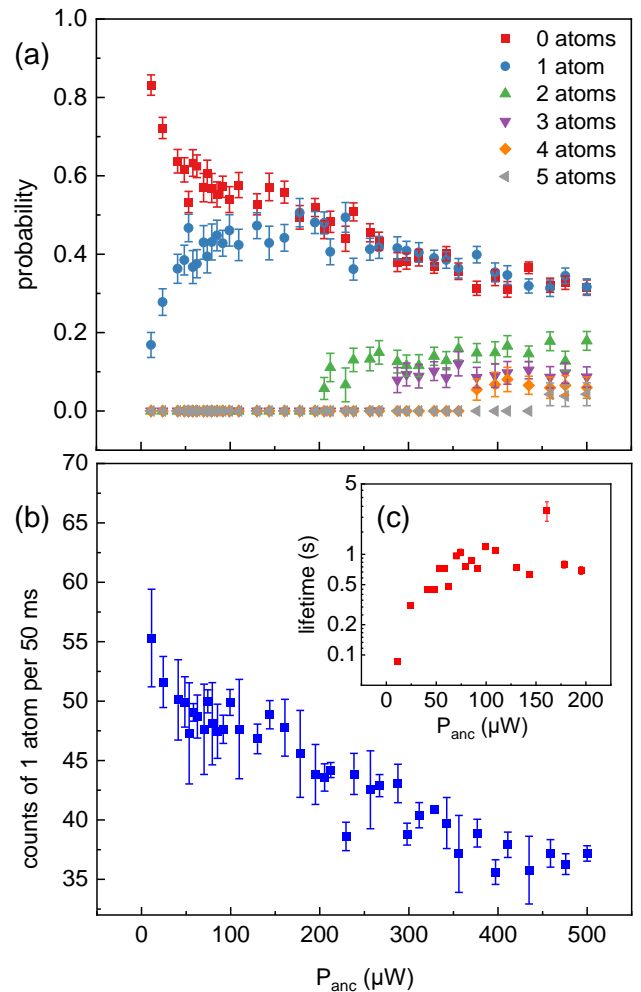 (a)
1.0
0.8
0.6
0.4
0.2
0.0
probability
0 atoms
1 atom
2 atoms
3 atoms
4 atoms
5 atoms
(b)
70
65
60
55
50
45
40
35
counts of 1 atom per 50 ms
(c)
5
1
0.5
0.2
0.1
lifetime (s)
0 50 100 150 200
P_anc (µW)
0 100 200 300 400 500
P_anc (µW)